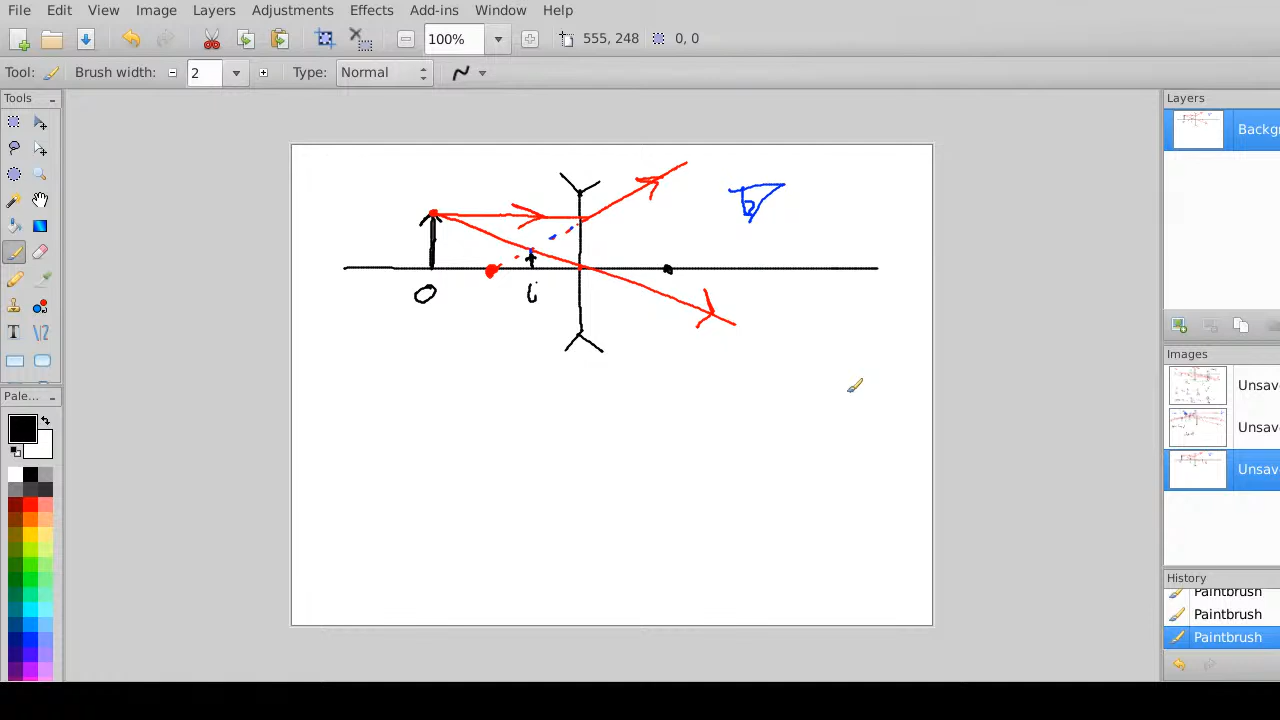 File Edit View Image Layers Adjustments Effects Add-ins Window Help
100% 555, 248 0, 0
Tool: Brush width: 2 Type: Normal
Tools
Layers
Backg
O i
Images
Unsav
Unsav
Unsav
Pale...
History
Paintbrush
Paintbrush
Paintbrush